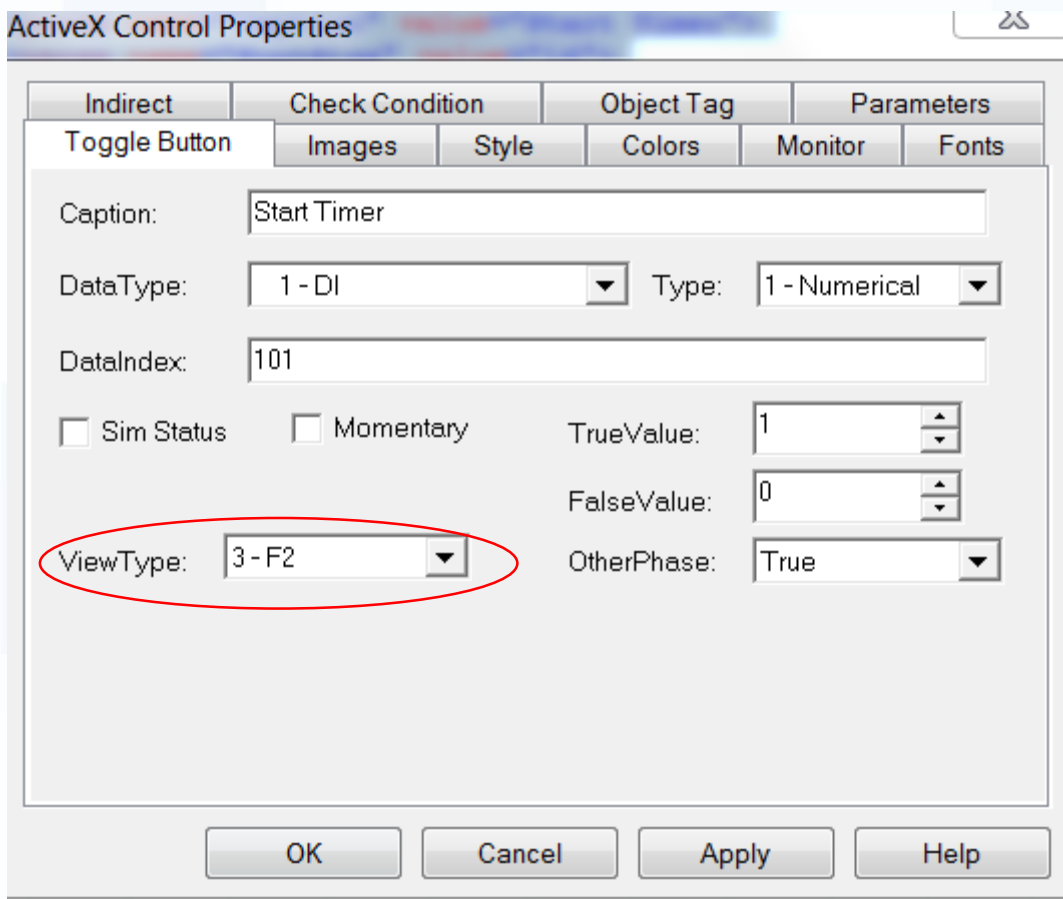 ActiveX Control Properties
Indirect Check Condition Object Tag Parameters
Toggle Button Images Style Colors Monitor Fonts
Caption: Start Timer
DataType: 1 - DI Type: 1 - Numerical
DataIndex: 101
Sim Status Momentary TrueValue: 1
FalseValue: 0
ViewType: 3 - F2 OtherPhase: True
OK Cancel Apply Help